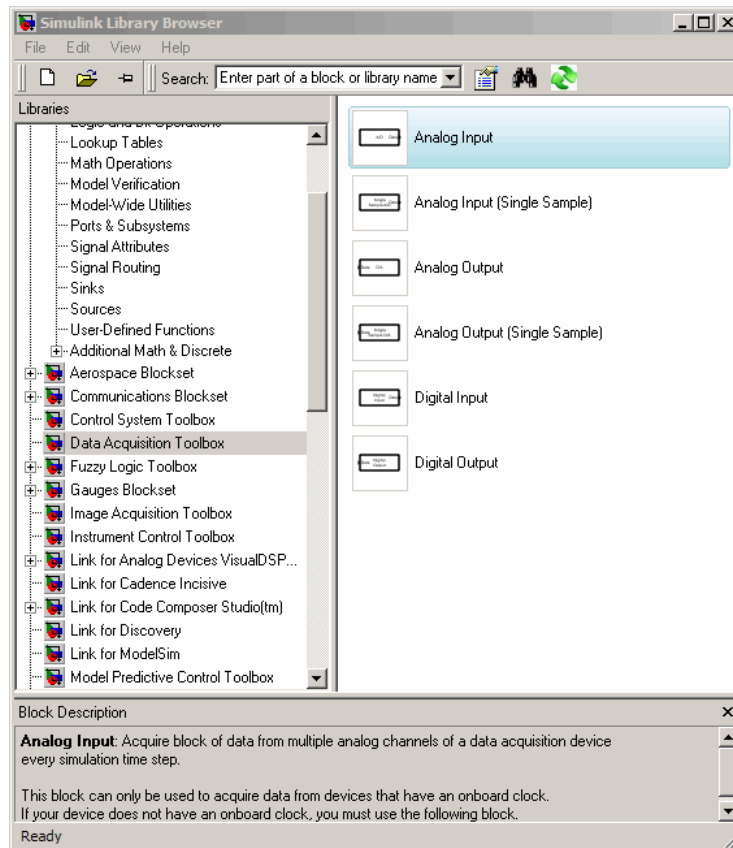 Simulink Library Browser
File Edit View Help
Search: Enter part of a block or library name
Libraries
Lookup Tables
Math Operations
Model Verification
Model-Wide Utilities
Ports & Subsystems
Signal Attributes
Signal Routing
Sinks
Sources
User-Defined Functions
Additional Math & Discrete
Aerospace Blockset
Communications Blockset
Control System Toolbox
Data Acquisition Toolbox
Fuzzy Logic Toolbox
Gauges Blockset
Image Acquisition Toolbox
Instrument Control Toolbox
Link for Analog Devices VisualDSP...
Link for Cadence Incisive
Link for Code Composer Studio(tm)
Link for Discovery
Link for ModelSim
Model Predictive Control Toolbox
Analog Input
Analog Input (Single Sample)
Analog Output
Analog Output (Single Sample)
Digital Input
Digital Output
Block Description
Analog Input: Acquire block of data from multiple analog channels of a data acquisition device
every simulation time step.
This block can only be used to acquire data from devices that have an onboard clock.
If your device does not have an onboard clock, you must use the following block.
Ready